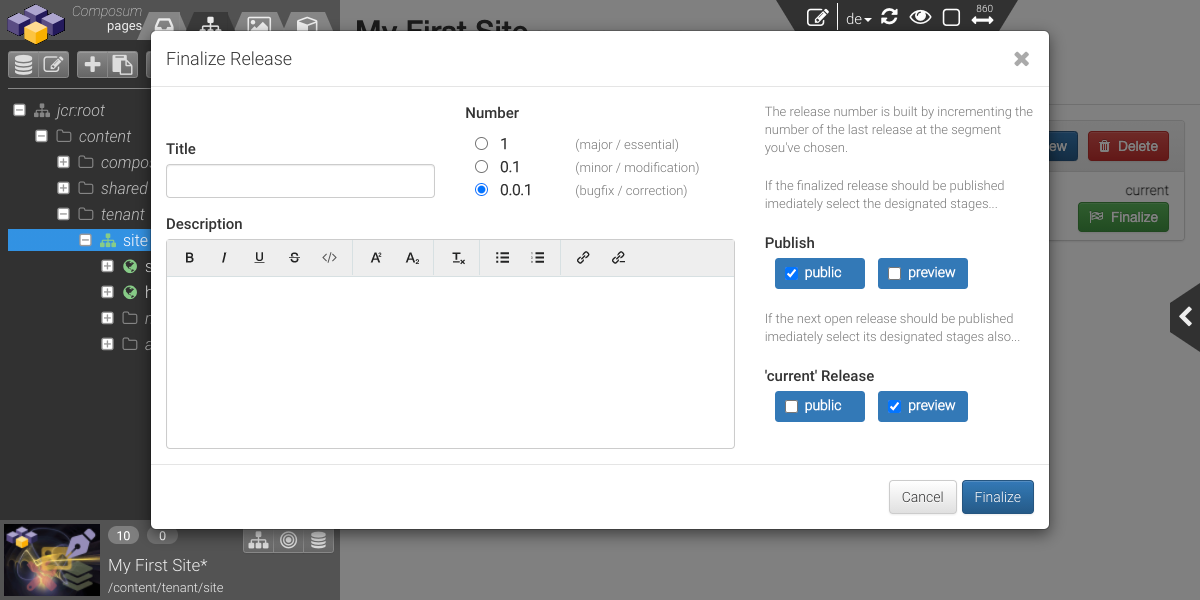 Composum
pages
My First Site
de
860
Finalize Release
jcr:root
content
compos
shared
tenant
site
Title
Number
1 (major / essential)
0.1 (minor / modification)
0.0.1 (bugfix / correction)
Description
B I U S </> A² A₂ Tx
The release number is built by incrementing the
number of the last release at the segment
you've chosen.
If the finalized release should be published
imediately select the designated stages...
Publish
public preview
If the next open release should be published
imediately select its designated stages also...
'current' Release
public preview
Cancel Finalize
ew Delete
current
Finalize
10 0
My First Site*
/content/tenant/site